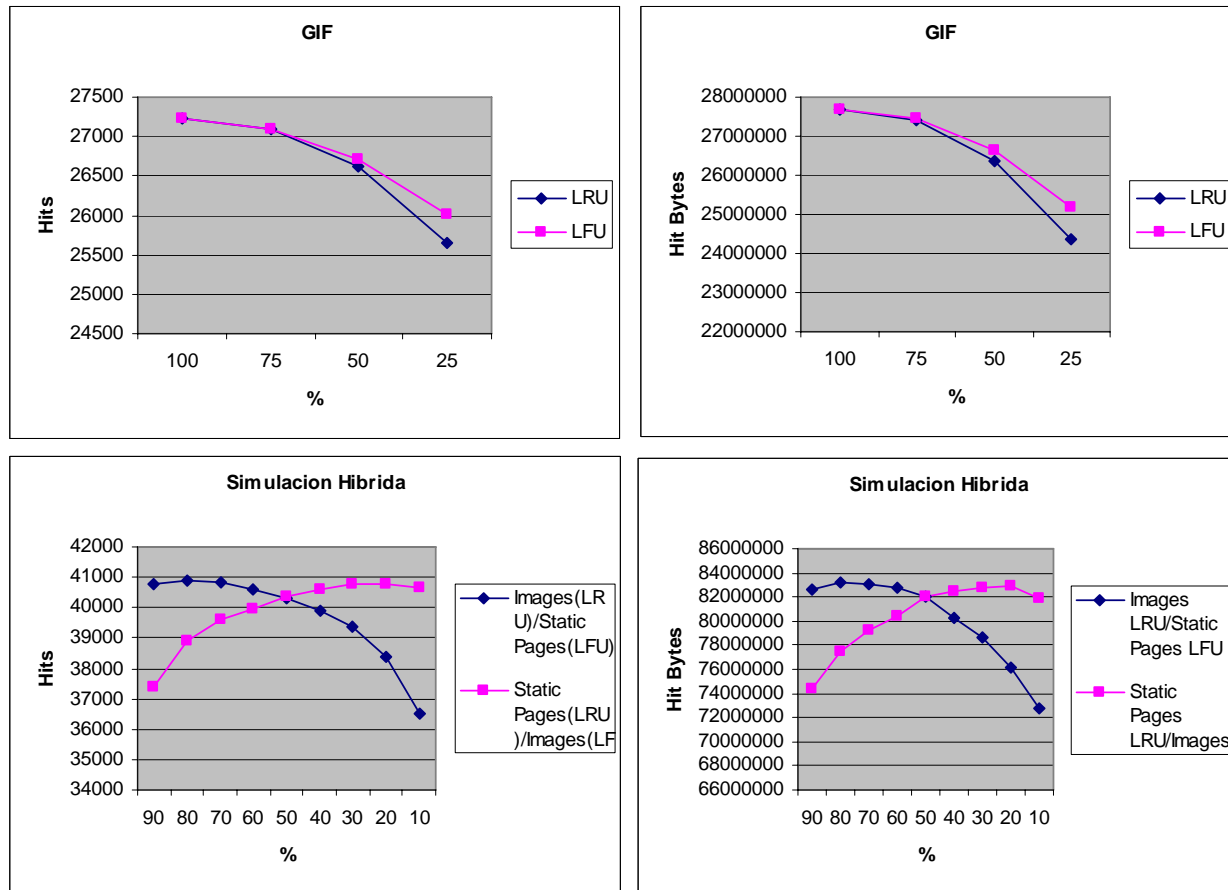 GIF
27500
27000
26500
26000
25500
25000
24500
Hits
100 75 50 25
%
LRU
LFU
GIF
28000000
27000000
26000000
25000000
24000000
23000000
22000000
Hit Bytes
100 75 50 25
%
LRU
LFU
Simulacion Hibrida
42000
41000
40000
39000
38000
37000
36000
35000
34000
Hits
90 80 70 60 50 40 30 20 10
%
Images(LR
U)/Static
Pages(LFU)
Static
Pages(LRU
)/Images(LF
Simulacion Hibrida
86000000
84000000
82000000
80000000
78000000
76000000
74000000
72000000
70000000
68000000
66000000
Hit Bytes
90 80 70 60 50 40 30 20 10
%
Images
LRU/Static
Pages LFU
Static
Pages
LRU/Images